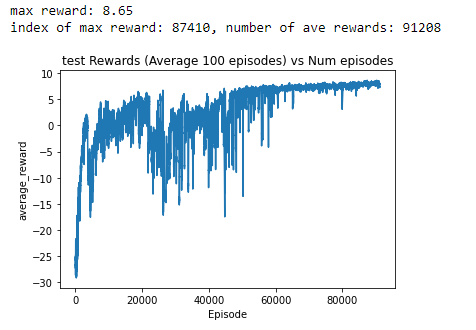 max reward: 8.65
index of max reward: 87410, number of ave rewards: 91208
test Rewards (Average 100 episodes) vs Num episodes
10
5
0
−5
−10
−15
−20
−25
−30
average_reward
0
20000
40000
60000
80000
Episode